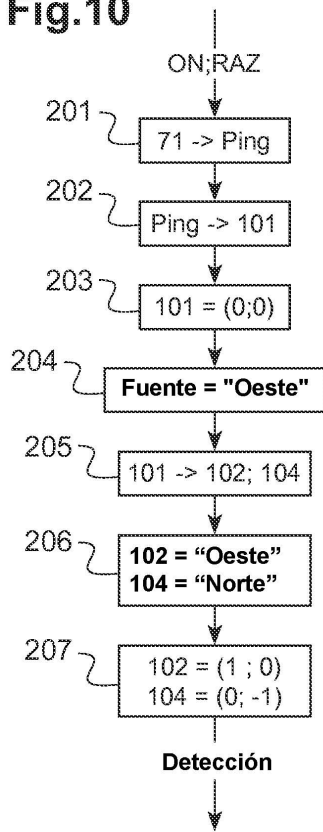 Fig.10
ON;RAZ
201
71 -> Ping
202
Ping -> 101
203
101 = (0;0)
204
Fuente = "Oeste"
205
101 -> 102; 104
206
102 = “Oeste”
104 = “Norte”
207
102 = (1 ; 0)
104 = (0; -1)
Detección